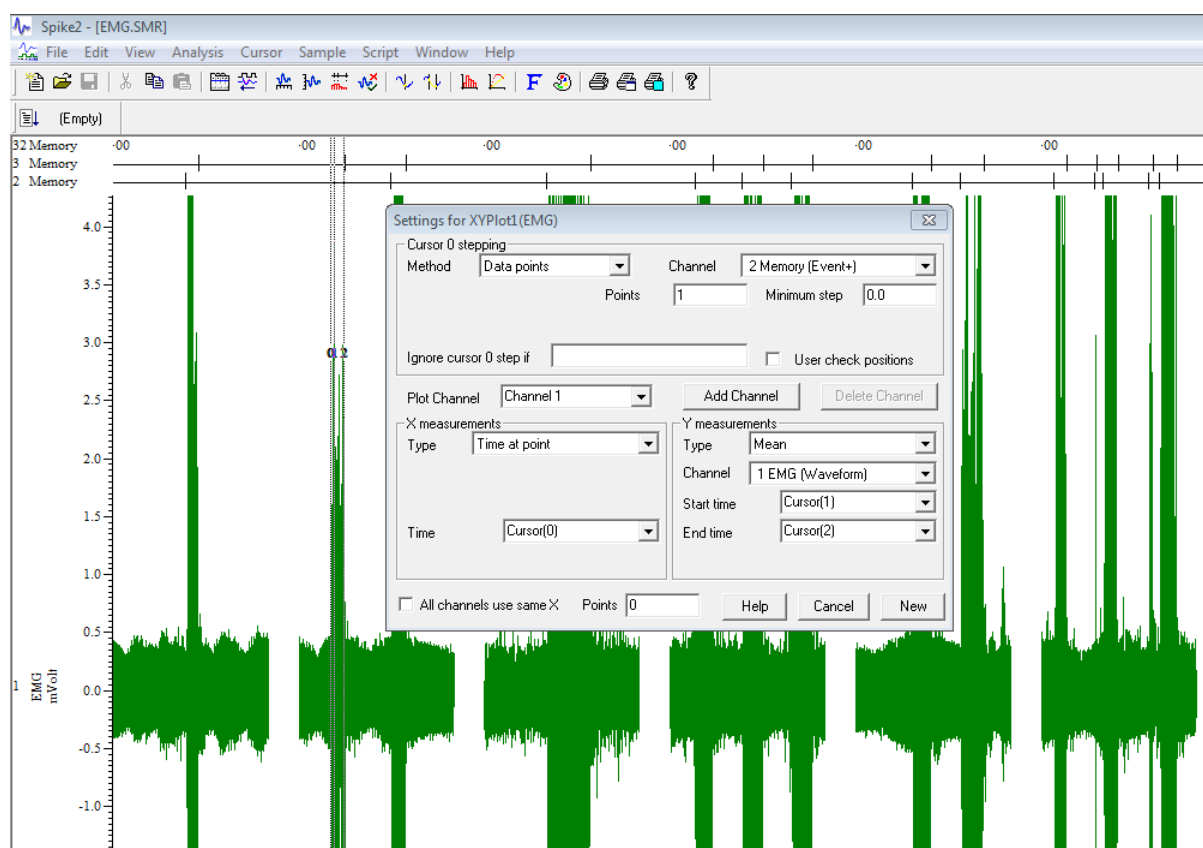 Spike2 - [EMG.SMR]
File Edit View Analysis Cursor Sample Script Window Help
F ?
(Empty)
32 Memory ·00 ·00 ·00 ·00 ·00 ·00
3 Memory
2 Memory
Settings for XYPlot1(EMG)
Cursor 0 stepping
Method Data points Channel 2 Memory (Event+)
Points 1 Minimum step 0.0
Ignore cursor 0 step if User check positions
Plot Channel Channel 1 Add Channel Delete Channel
X measurements
Type Time at point
Time Cursor(0)
Y measurements
Type Mean
Channel 1 EMG (Waveform)
Start time Cursor(1)
End time Cursor(2)
All channels use same X Points 0 Help Cancel New
4.0
3.5
3.0
2.5
2.0
1.5
1.0
0.5
0.0
-0.5
-1.0
1 EMG
mVolt